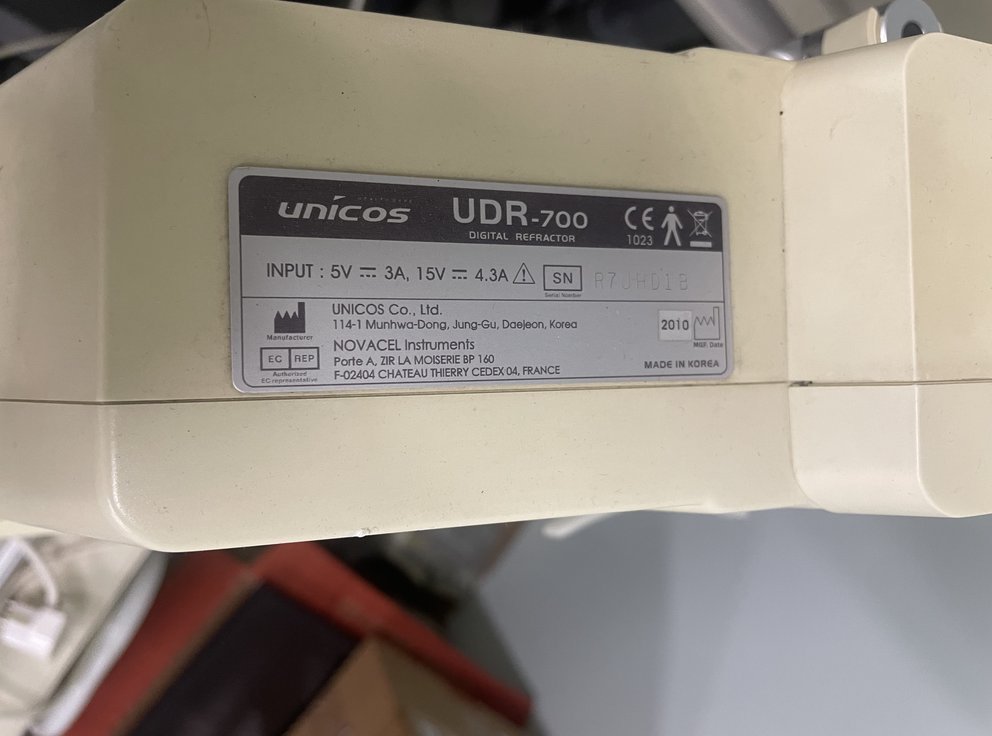 unicos
UDR-700
DIGITAL REFRACTOR
CE
1023
INPUT : 5V ⎓ 3A, 15V ⎓ 4.3A
SN
Serial Number
R7JHD1B
Manufacturer
UNICOS Co., Ltd.
114-1 Munhwa-Dong, Jung-Gu, Daejeon, Korea
2010
MGF. Date
EC REP
Authorized
EC representative
NOVACEL Instruments
Porte A, ZIR LA MOISERIE BP 160
F-02404 CHATEAU THIERRY CEDEX 04, FRANCE
MADE IN KOREA